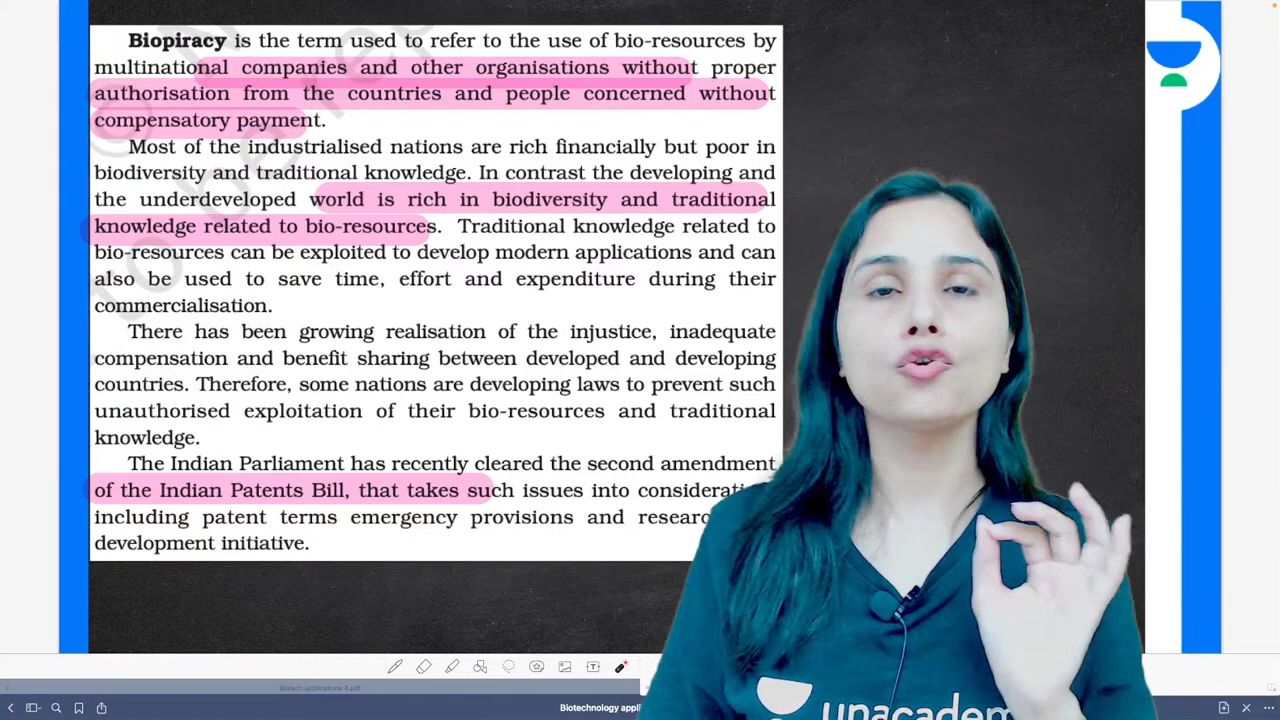 Biopiracy is the term used to refer to the use of bio-resources by
multinational companies and other organisations without proper
authorisation from the countries and people concerned without
compensatory payment.
Most of the industrialised nations are rich financially but poor in
biodiversity and traditional knowledge. In contrast the developing and
the underdeveloped world is rich in biodiversity and traditional
knowledge related to bio-resources. Traditional knowledge related to
bio-resources can be exploited to develop modern applications and can
also be used to save time, effort and expenditure during their
commercialisation.
There has been growing realisation of the injustice, inadequate
compensation and benefit sharing between developed and developing
countries. Therefore, some nations are developing laws to prevent such
unauthorised exploitation of their bio-resources and traditional
knowledge.
The Indian Parliament has recently cleared the second amendment
of the Indian Patents Bill, that takes such issues into
including patent terms emergency provisions and
development initiative.
Biotech applications 4.pdf
Biotechnology
unacadem